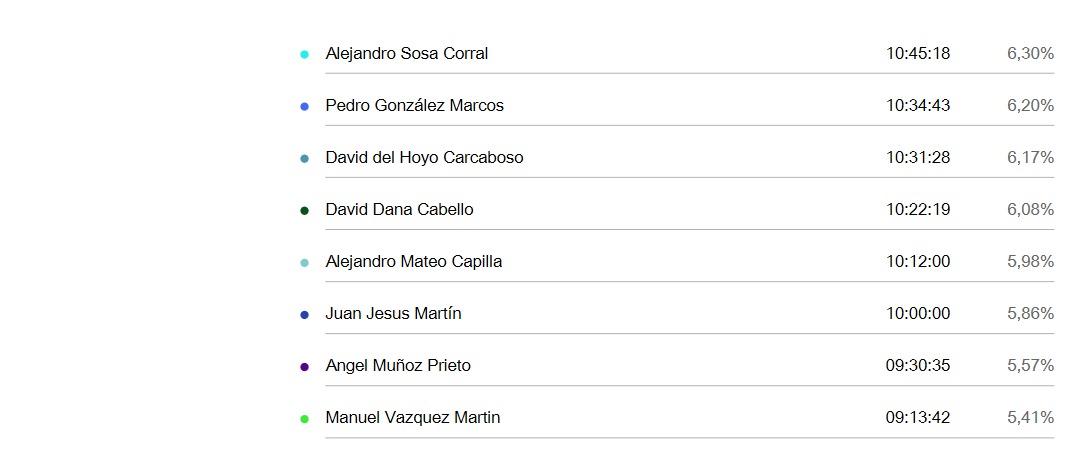 Alejandro Sosa Corral 10:45:18 6,30%
Pedro González Marcos 10:34:43 6,20%
David del Hoyo Carcaboso 10:31:28 6,17%
David Dana Cabello 10:22:19 6,08%
Alejandro Mateo Capilla 10:12:00 5,98%
Juan Jesus Martín 10:00:00 5,86%
Angel Muñoz Prieto 09:30:35 5,57%
Manuel Vazquez Martin 09:13:42 5,41%